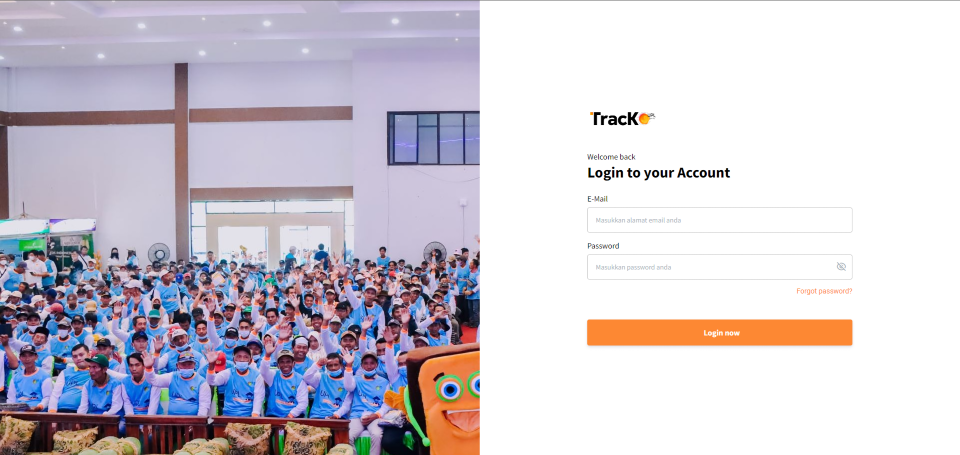 TracK
Welcome back
Login to your Account
E-Mail
Masukkan alamat email anda
Password
Masukkan password anda
Forgot password?
Login now